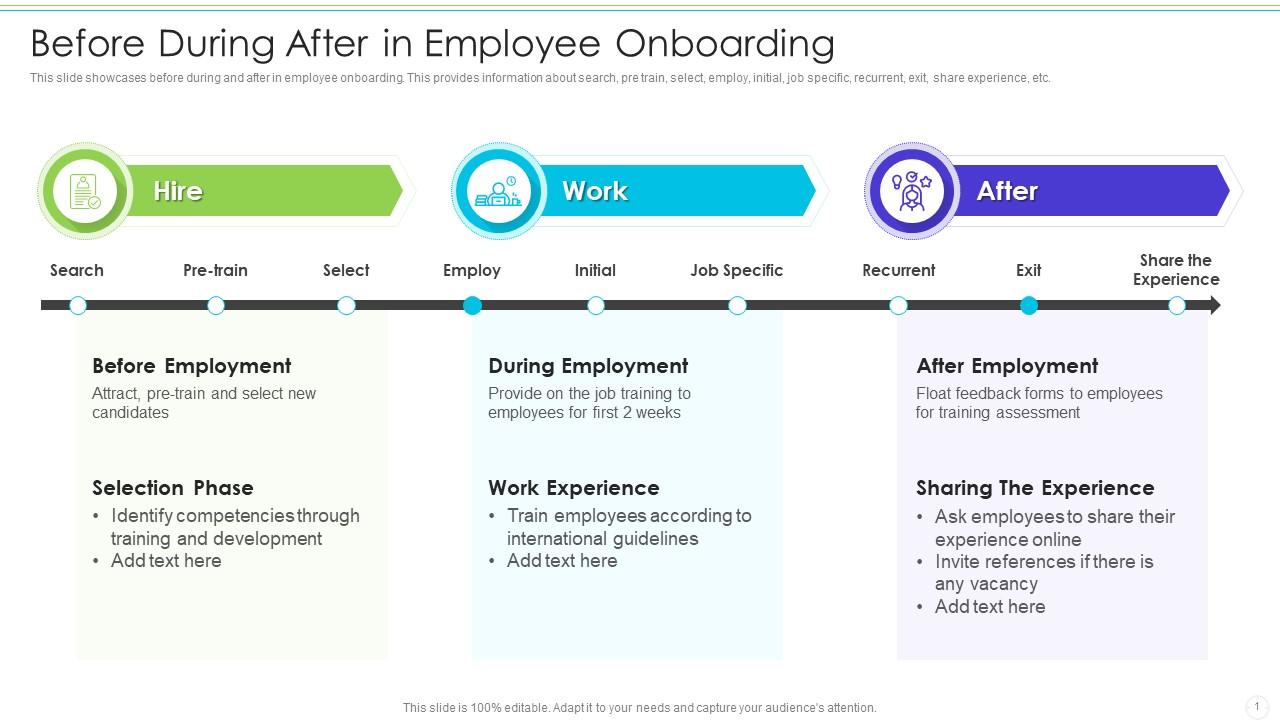 Before During After in Employee Onboarding
This slide showcases before during and after in employee onboarding. This provides information about search, pre train, select, employ, initial, job specific, recurrent, exit, share experience, etc.
Hire
Work
After
Search
Pre-train
Select
Employ
Initial
Job Specific
Recurrent
Exit
Share the
Experience
Before Employment
Attract, pre-train and select new
candidates
Selection Phase
• Identify competencies through
training and development
• Add text here
During Employment
Provide on the job training to
employees for first 2 weeks
Work Experience
• Train employees according to
international guidelines
• Add text here
After Employment
Float feedback forms to employees
for training assessment
Sharing The Experience
• Ask employees to share their
experience online
• Invite references if there is
any vacancy
• Add text here
This slide is 100% editable. Adapt it to your needs and capture your audience's attention.
1